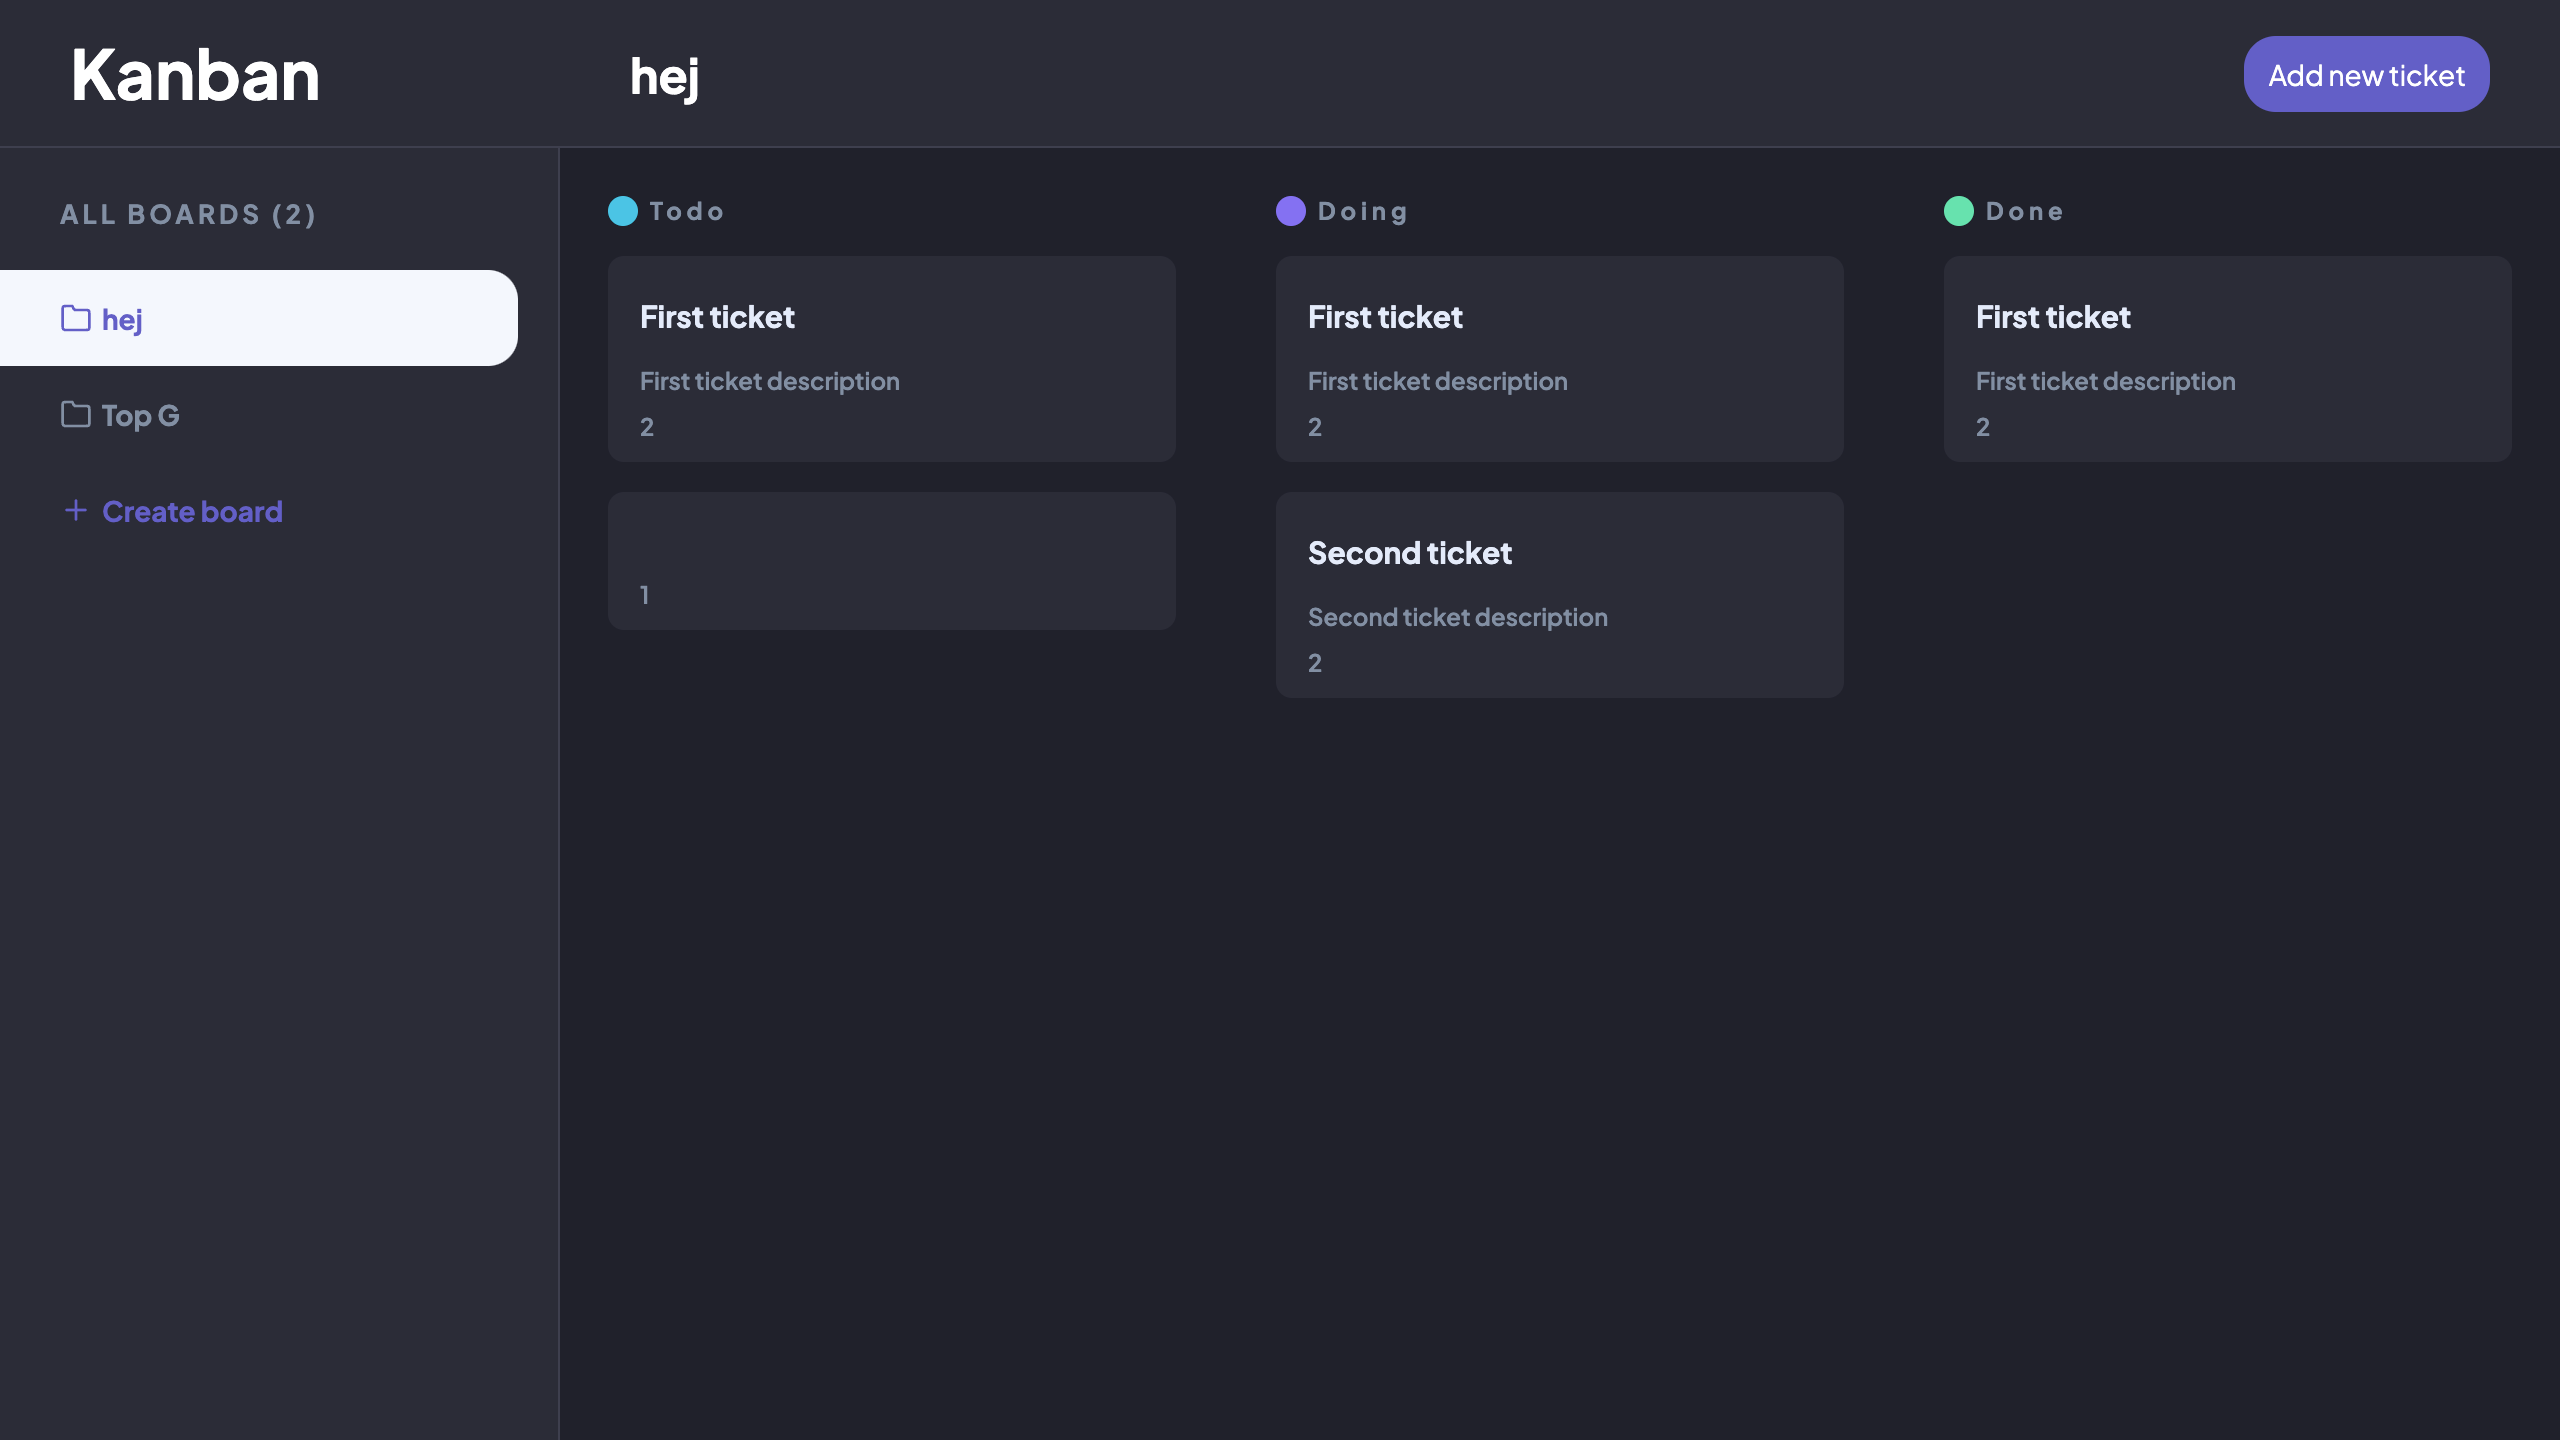 Kanban
hej
Add new ticket
ALL BOARDS (2)
hej
Top G
Create board
Todo
First ticket
First ticket description
2
1
Doing
First ticket
First ticket description
2
Second ticket
Second ticket description
2
Done
First ticket
First ticket description
2